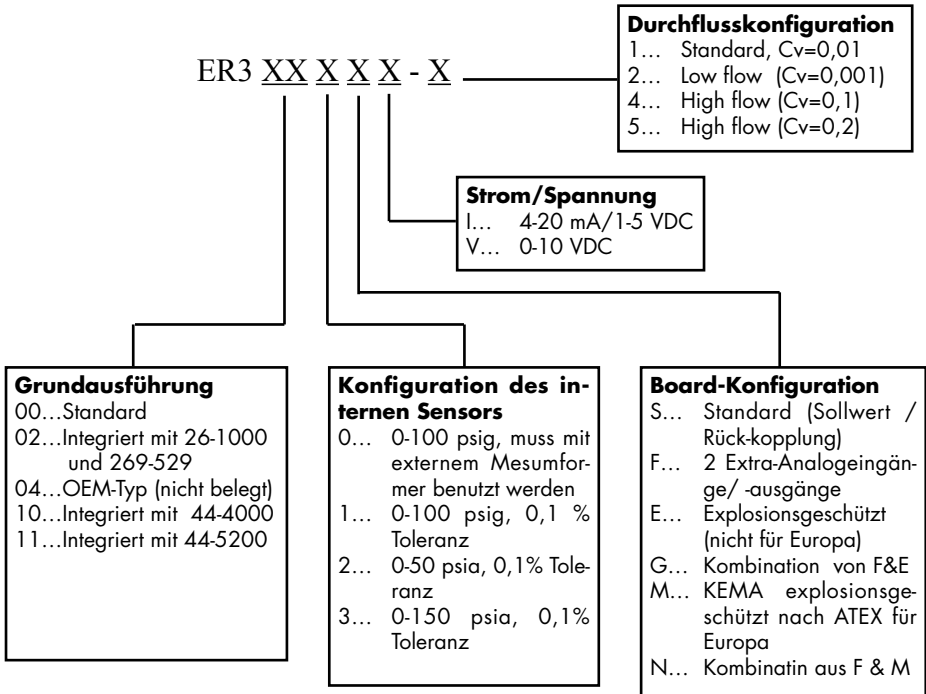 Durchflusskonfiguration
1... Standard, Cv=0,01
2... Low flow (Cv=0,001)
4... High flow (Cv=0,1)
5... High flow (Cv=0,2)
ER3 XX X X X - X
Strom/Spannung
I... 4-20 mA/1-5 VDC
V... 0-10 VDC
Grundausführung
00...Standard
02...Integriert mit 26-1000
und 269-529
04...OEM-Typ (nicht belegt)
10...Integriert mit 44-4000
11...Integriert mit 44-5200
Konfiguration des in-
ternen Sensors
0... 0-100 psig, muss mit
externem Mesumfor-
mer benutzt werden
1... 0-100 psig, 0,1 %
Toleranz
2... 0-50 psia, 0,1% Tole-
ranz
3... 0-150 psia, 0,1%
Toleranz
Board-Konfiguration
S... Standard (Sollwert /
Rück-kopplung)
F... 2 Extra-Analogeingän-
ge/ -ausgänge
E... Explosionsgeschützt
(nicht für Europa)
G... Kombination von F&E
M... KEMA explosionsge-
schützt nach ATEX für
Europa
N... Kombinatin aus F & M